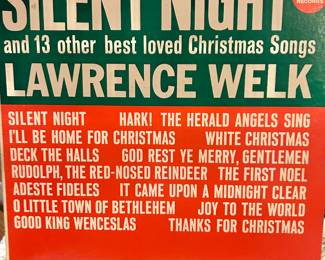 SILENT NIGHT
RECORDS
and 13 other best loved Christmas Songs
LAWRENCE WELK
SILENT NIGHT HARK! THE HERALD ANGELS SING
I'LL BE HOME FOR CHRISTMAS WHITE CHRISTMAS
DECK THE HALLS GOD REST YE MERRY, GENTLEMEN
RUDOLPH, THE RED-NOSED REINDEER THE FIRST NOEL
ADESTE FIDELES IT CAME UPON A MIDNIGHT CLEAR
O LITTLE TOWN OF BETHLEHEM JOY TO THE WORLD
GOOD KING WENCESLAS THANKS FOR CHRISTMAS